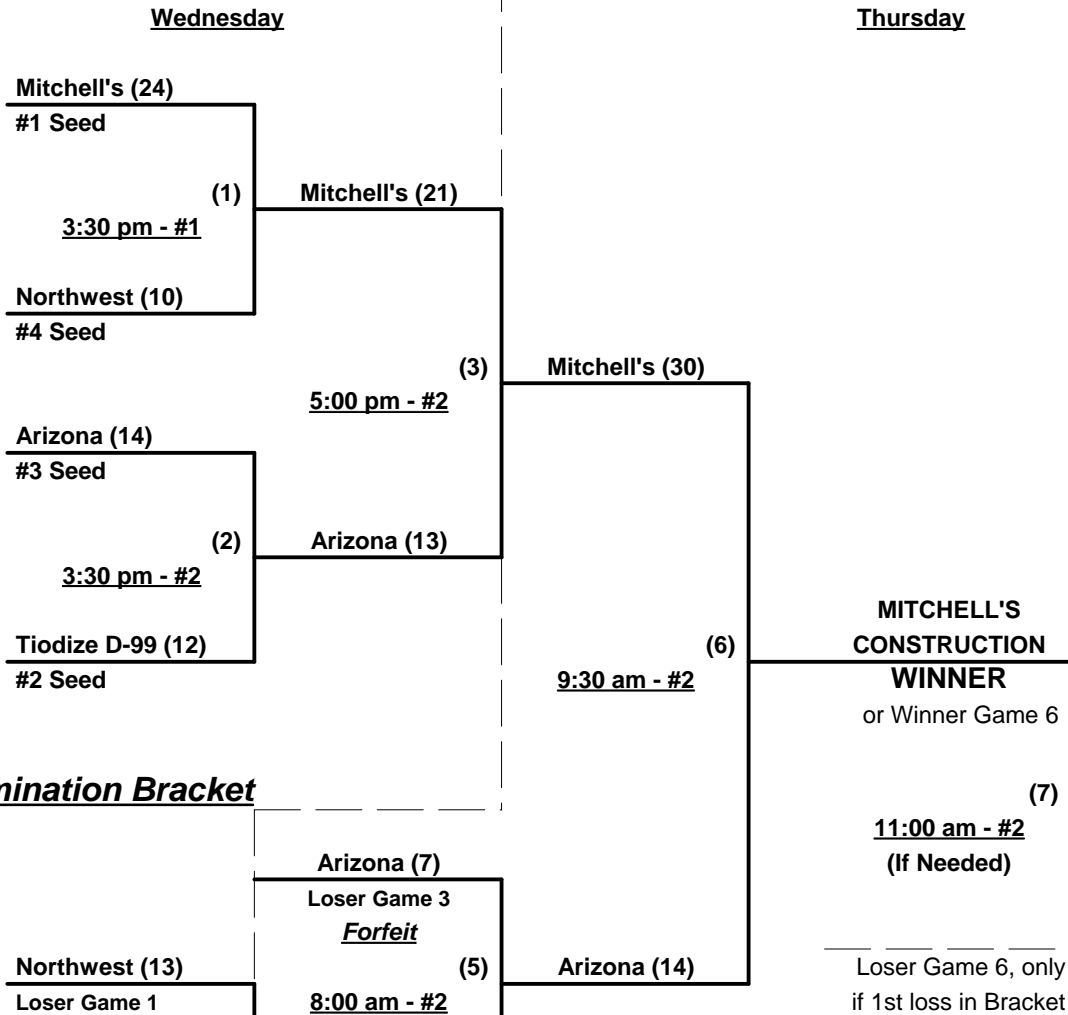 Wednesday
Thursday
Mitchell's (24)
#1 Seed
(1)
Mitchell's (21)
3:30 pm - #1
Northwest (10)
#4 Seed
(3)
Mitchell's (30)
5:00 pm - #2
Arizona (14)
#3 Seed
(2)
Arizona (13)
3:30 pm - #2
MITCHELL'S
Tiodize D-99 (12)
(6)
CONSTRUCTION
#2 Seed
9:30 am - #2
WINNER
or Winner Game 6
mination Bracket
(7)
11:00 am - #2
Arizona (7)
(If Needed)
Loser Game 3
Forfeit
Northwest (13)
(5)
Arizona (14)
Loser Game 6, only
Loser Game 1
8:00 am - #2
if 1st loss in Bracket